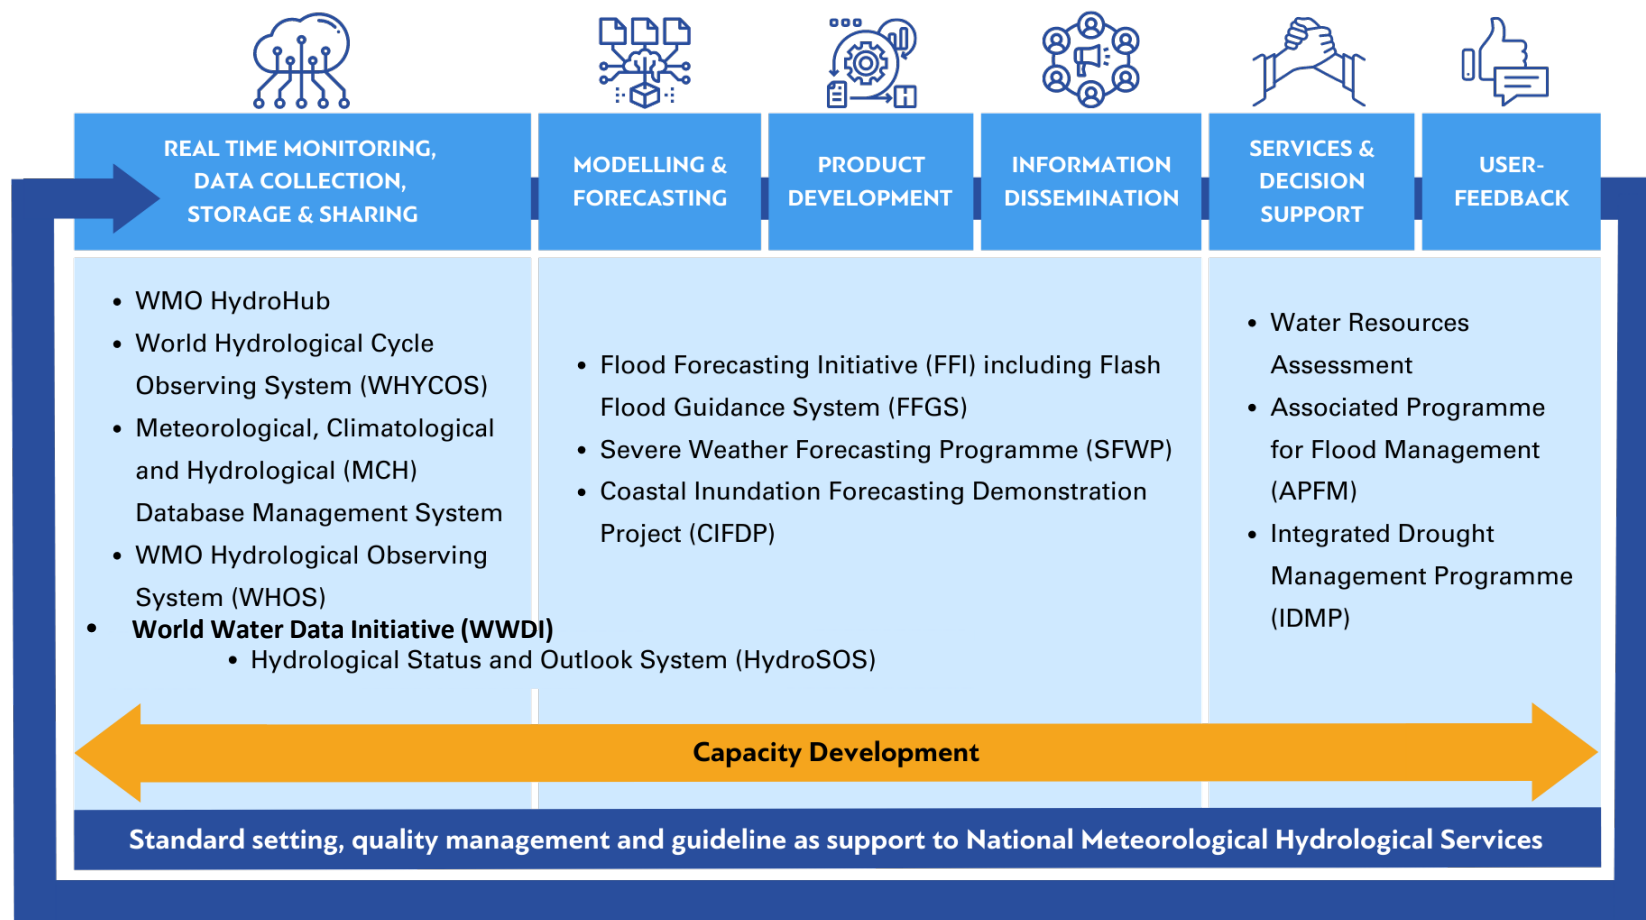 REAL TIME MONITORING,
DATA COLLECTION,
STORAGE & SHARING
MODELLING &
FORECASTING
PRODUCT
DEVELOPMENT
INFORMATION
DISSEMINATION
SERVICES &
DECISION
SUPPORT
USER-
FEEDBACK
• WMO HydroHub
• World Hydrological Cycle
Observing System (WHYCOS)
• Meteorological, Climatological
and Hydrological (MCH)
Database Management System
• WMO Hydrological Observing
System (WHOS)
• World Water Data Initiative (WWDI)
• Hydrological Status and Outlook System (HydroSOS)
• Flood Forecasting Initiative (FFI) including Flash
Flood Guidance System (FFGS)
• Severe Weather Forecasting Programme (SFWP)
• Coastal Inundation Forecasting Demonstration
Project (CIFDP)
• Water Resources
Assessment
• Associated Programme
for Flood Management
(APFM)
• Integrated Drought
Management Programme
(IDMP)
Capacity Development
Standard setting, quality management and guideline as support to National Meteorological Hydrological Services